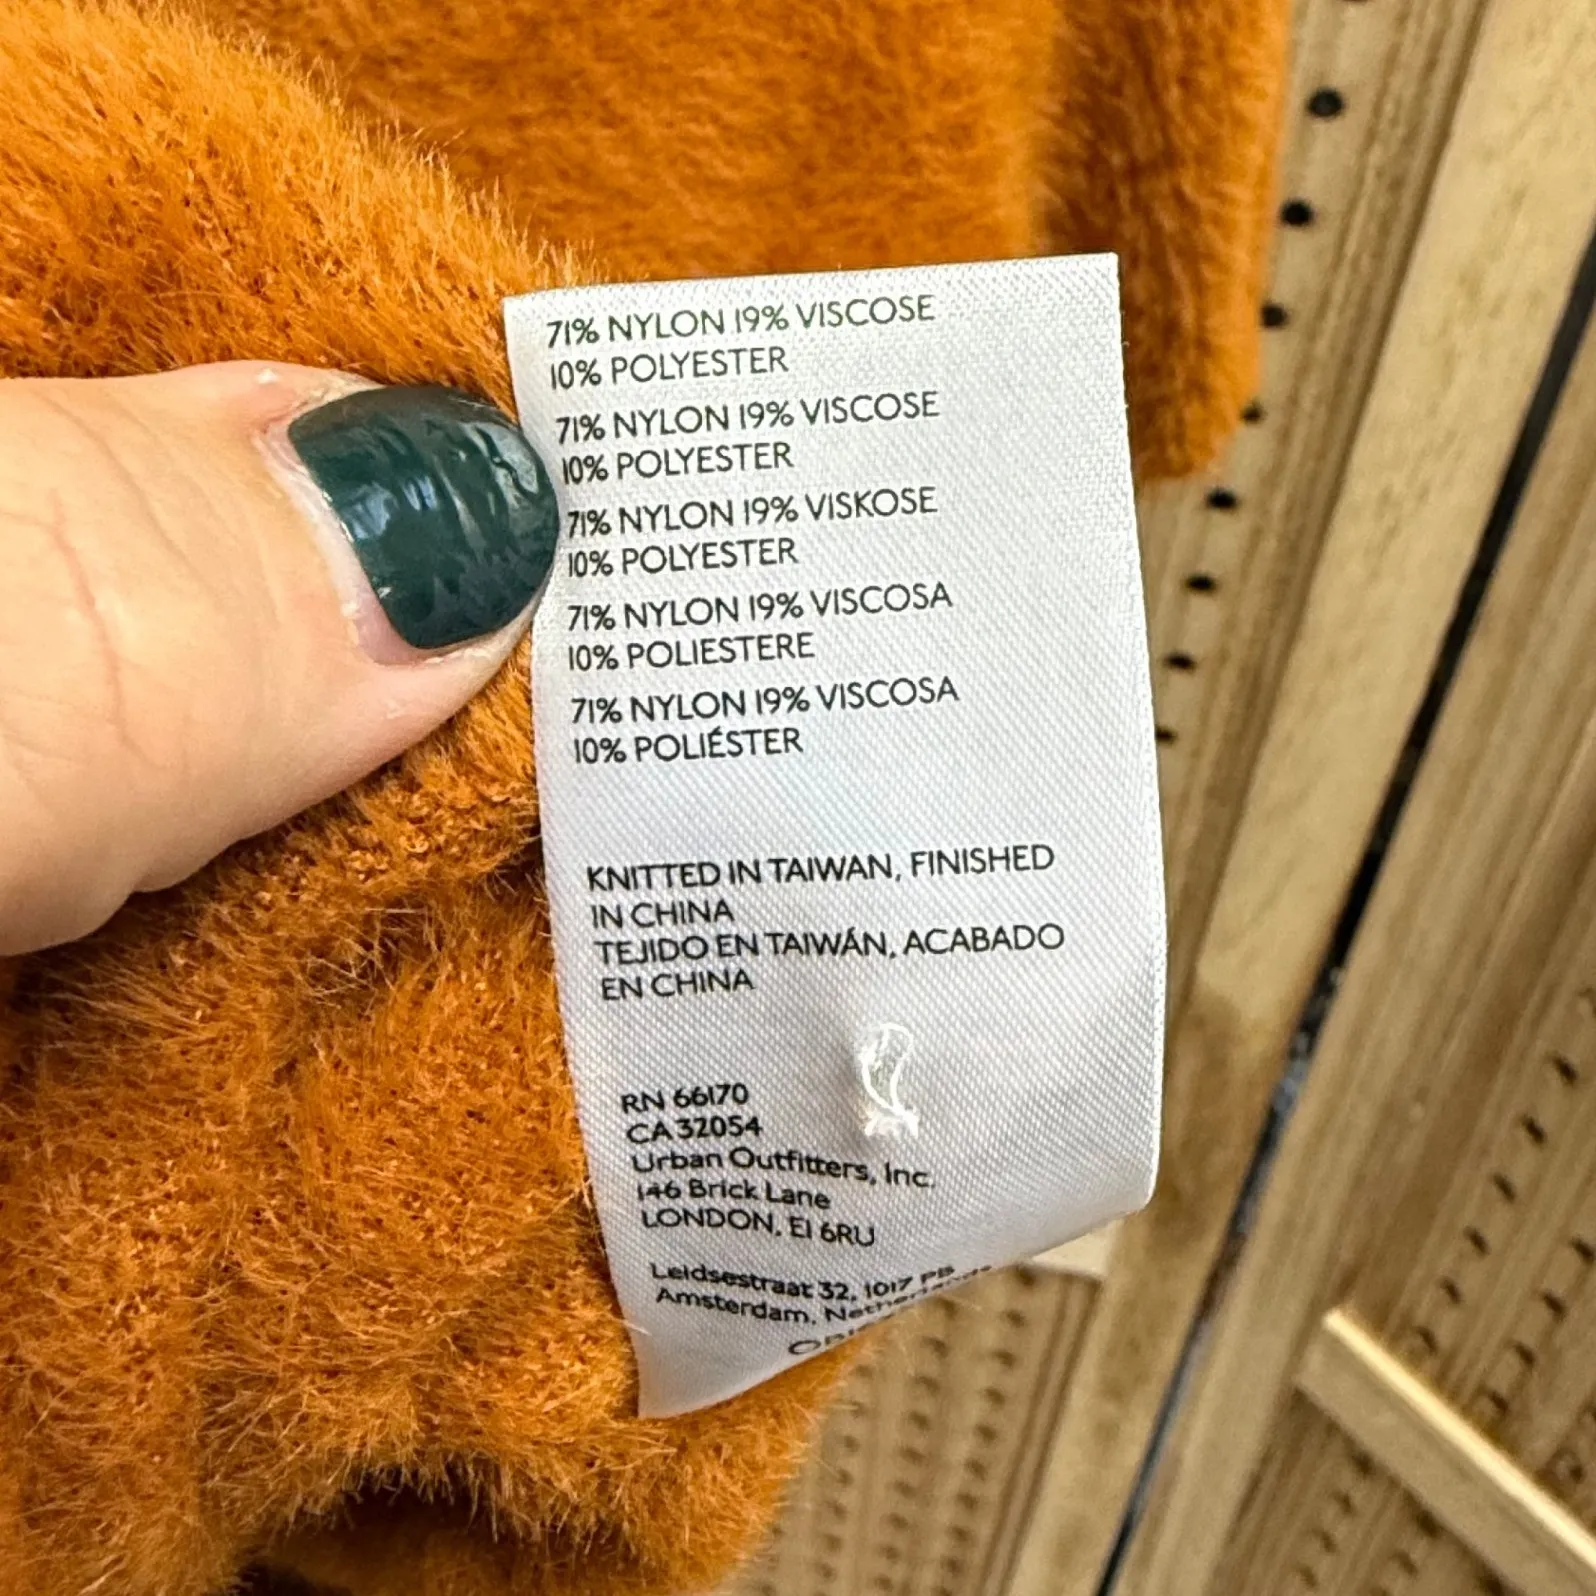 71% NYLON 19% VISCOSE
10% POLYESTER
71% NYLON 19% VISCOSE
10% POLYESTER
71% NYLON 19% VISKOSE
10% POLYESTER
71% NYLON 19% VISCOSA
10% POLIESTERE
71% NYLON 19% VISCOSA
10% POLIÉSTER
KNITTED IN TAIWAN, FINISHED
IN CHINA
TEJIDO EN TAIWÁN, ACABADO
EN CHINA
RN 66170
CA 32054
Urban Outfitters, Inc.
146 Brick Lane
LONDON, E1 6RU
Leidsestraat 32, 1017 PB
Amsterdam, Netherlands